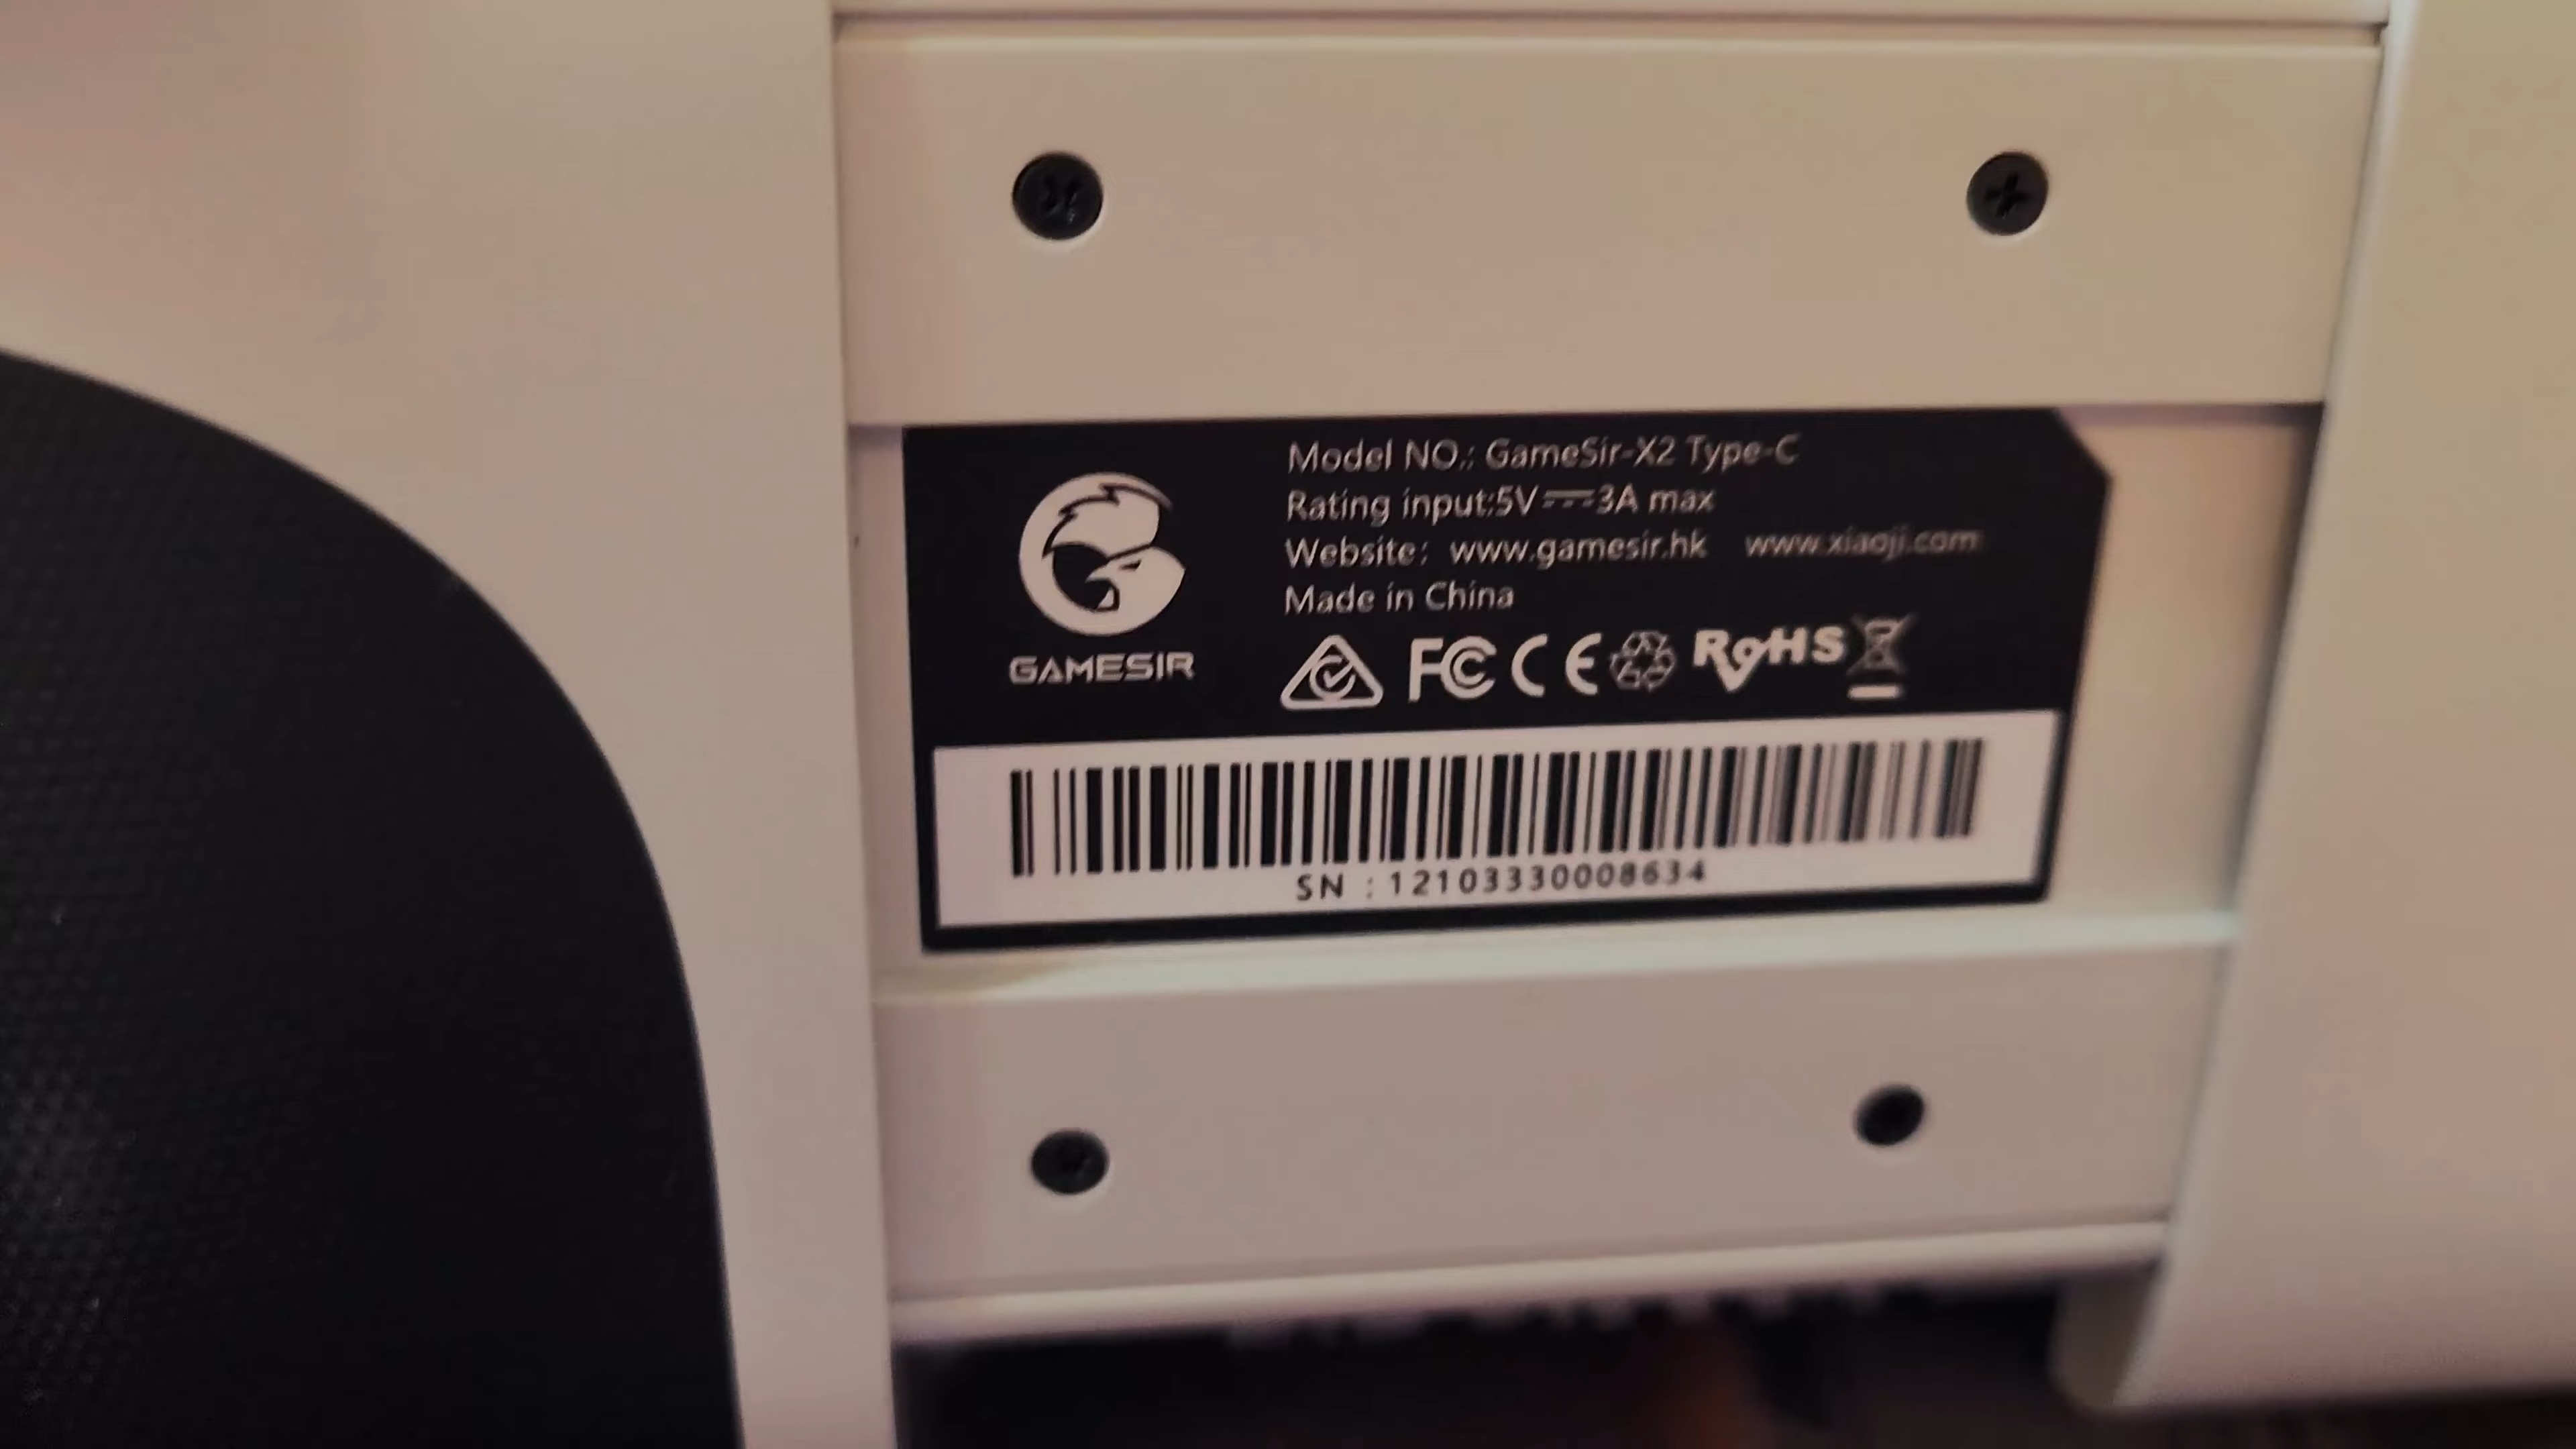 Model NO.: GameSir-X2 Type-C
Rating input:5V⎓3A max
Website: www.gamesir.hk www.xiaoji.com
Made in China
GAMESIR
FC CE RoHS
SN : 12103330008634